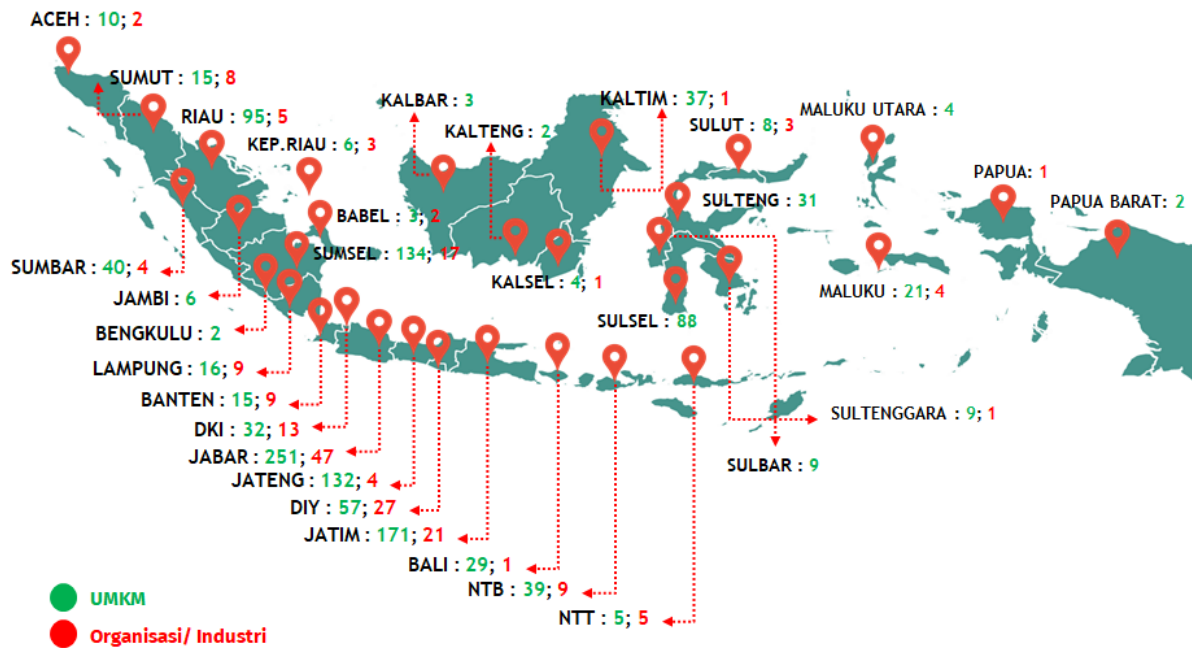 ACEH : 10; 2
SUMUT : 15; 8
RIAU : 95; 5
KEP.RIAU : 6; 3
KALBAR : 3
KALTENG : 2
KALTIM : 37; 1
SULUT : 8; 3
MALUKU UTARA : 4
PAPUA: 1
PAPUA BARAT: 2
SULTENG : 31
BABEL : 3; 2
SUMSEL : 134; 17
SUMBAR : 40; 4
KALSEL : 4; 1
MALUKU : 21; 4
JAMBI : 6
SULSEL : 88
BENGKULU : 2
LAMPUNG : 16; 9
BANTEN : 15; 9
SULTENGGARA : 9; 1
DKI : 32; 13
JABAR : 251; 47
SULBAR : 9
JATENG : 132; 4
DIY : 57; 27
JATIM : 171; 21
BALI : 29; 1
NTB : 39; 9
NTT : 5; 5
UMKM
Organisasi/ Industri